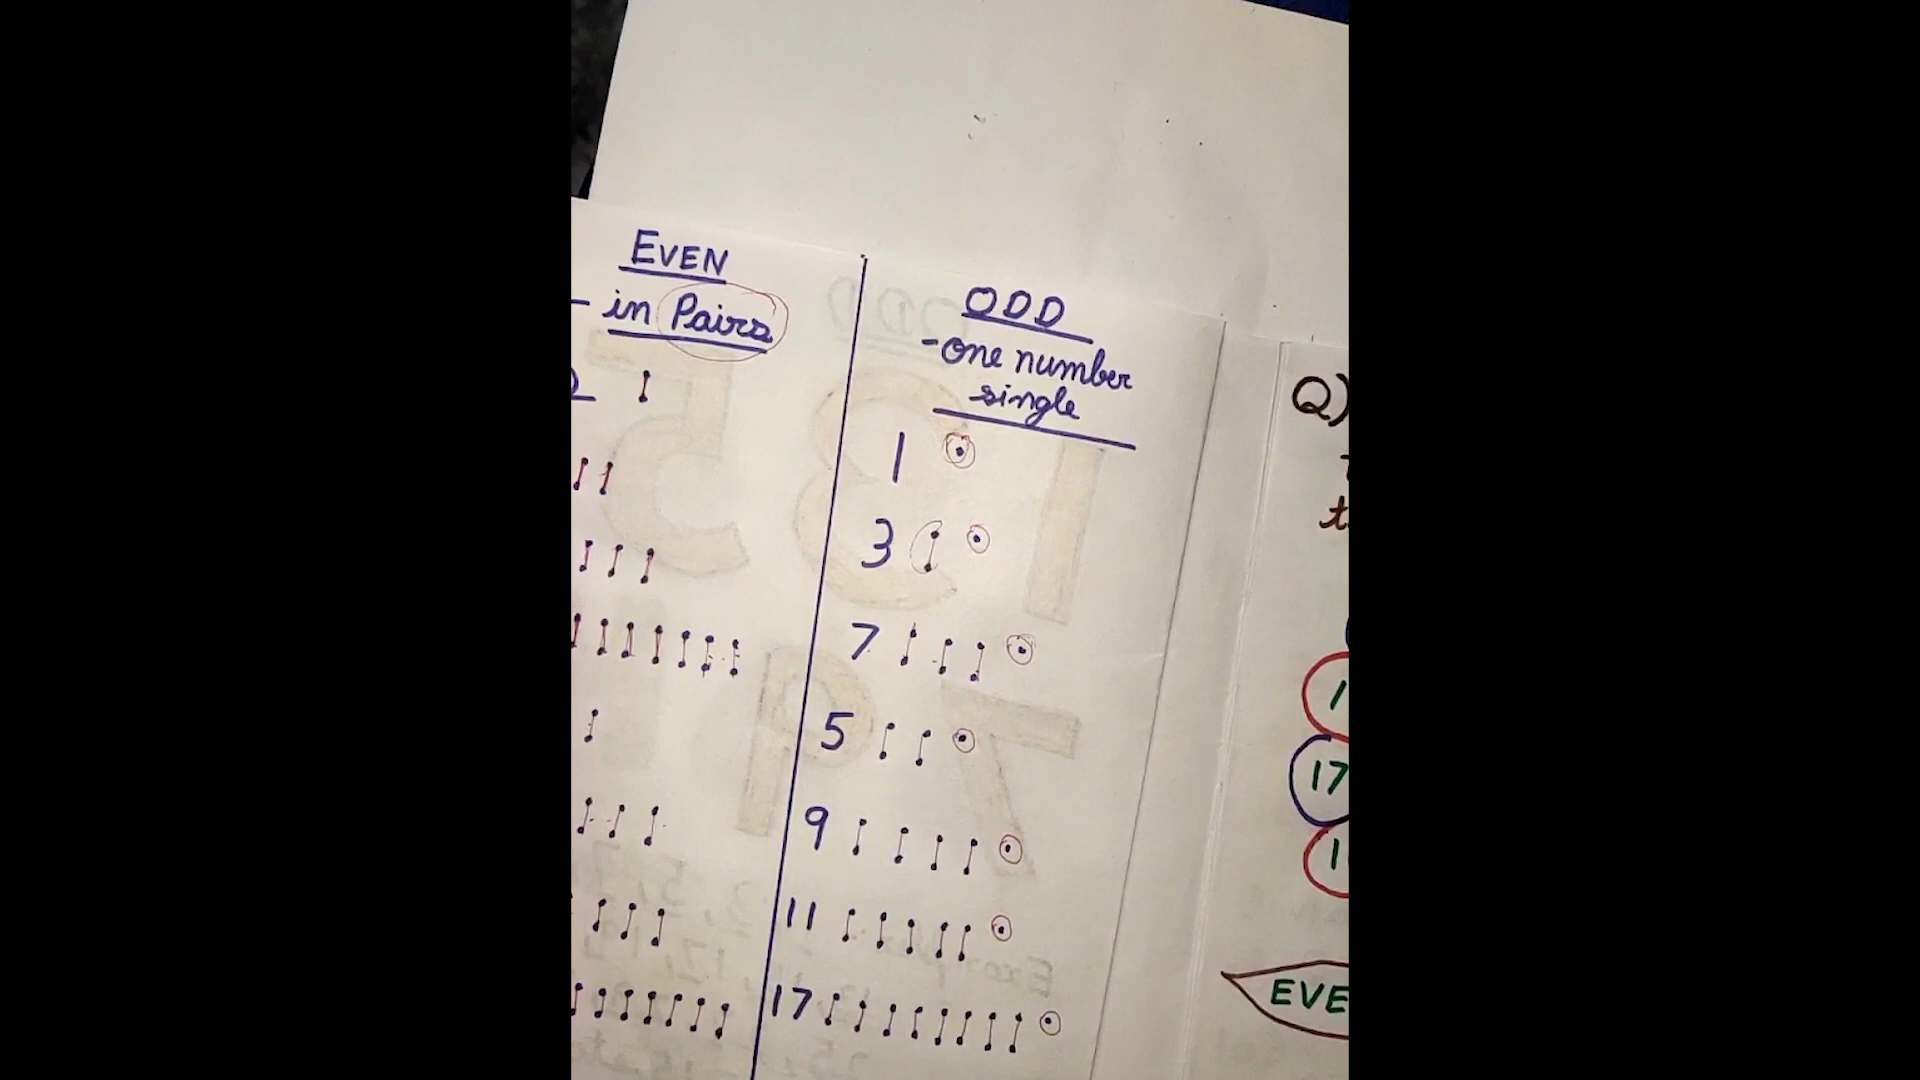 EVEN
- in Pairs
ODD
- one number
single
1
3
7
5
9
11
17
Q)
17
EVE